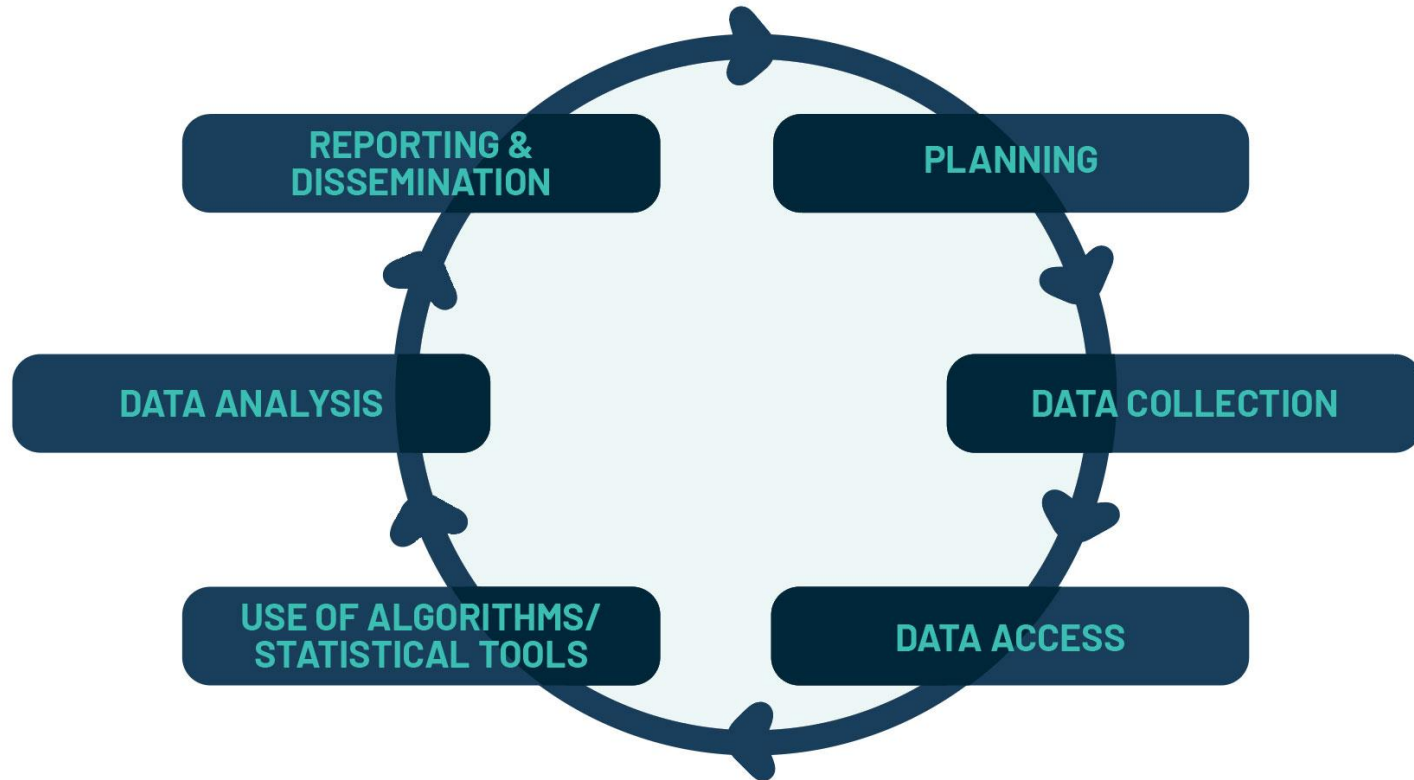 REPORTING &
DISSEMINATION
PLANNING
DATA ANALYSIS
DATA COLLECTION
USE OF ALGORITHMS/
STATISTICAL TOOLS
DATA ACCESS